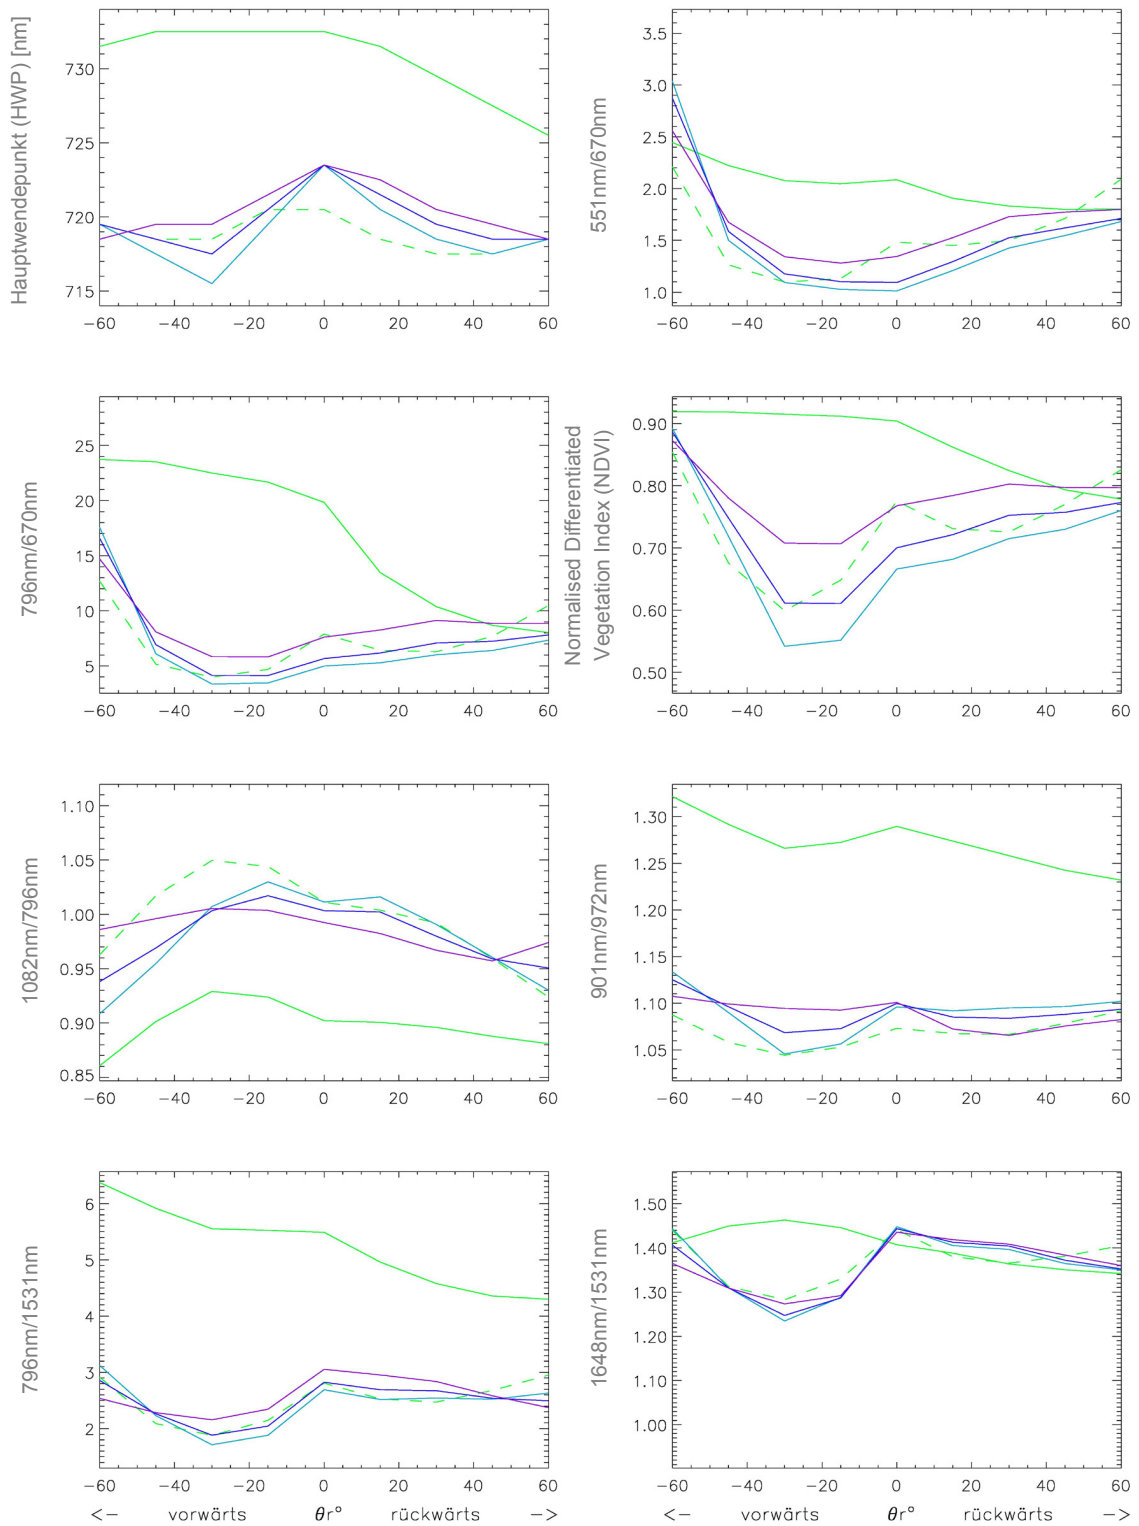 Hauptwendepunkt (HWP) [nm]
730
725
720
715
−60 −40 −20 0 20 40 60
551nm/670nm
3.5
3.0
2.5
2.0
1.5
1.0
−60 −40 −20 0 20 40 60
796nm/670nm
25
20
15
10
5
−60 −40 −20 0 20 40 60
Normalised Differentiated
Vegetation Index (NDVI)
0.90
0.80
0.70
0.60
0.50
−60 −40 −20 0 20 40 60
1082nm/796nm
1.10
1.05
1.00
0.95
0.90
0.85
−60 −40 −20 0 20 40 60
901nm/972nm
1.30
1.25
1.20
1.15
1.10
1.05
−60 −40 −20 0 20 40 60
796nm/1531nm
6
5
4
3
2
−60 −40 −20 0 20 40 60
<− vorwärts θr° rückwärts −>
1648nm/1531nm
1.50
1.40
1.30
1.20
1.10
1.00
−60 −40 −20 0 20 40 60
<− vorwärts θr° rückwärts −>